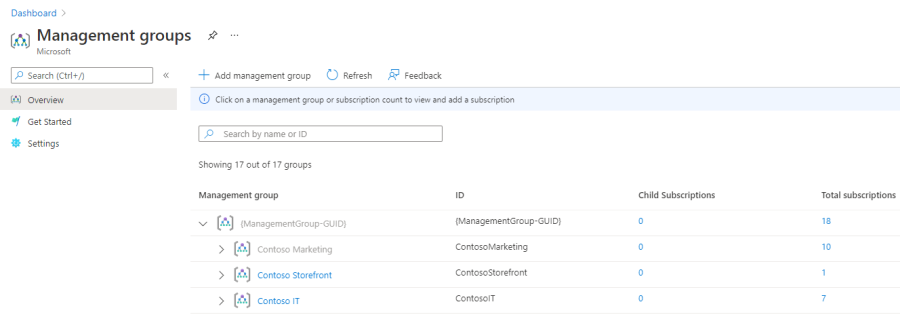 Dashboard >
Management groups ...
Microsoft
Search (Ctrl+/) «
Overview
Get Started
Settings
+ Add management group Refresh Feedback
Click on a management group or subscription count to view and add a subscription
Search by name or ID
Showing 17 out of 17 groups
Management group ID Child Subscriptions Total subscriptions
{ManagementGroup-GUID} {ManagementGroup-GUID} 0 18
Contoso Marketing ContosoMarketing 0 10
Contoso Storefront ContosoStorefront 0 1
Contoso IT ContosoIT 0 7